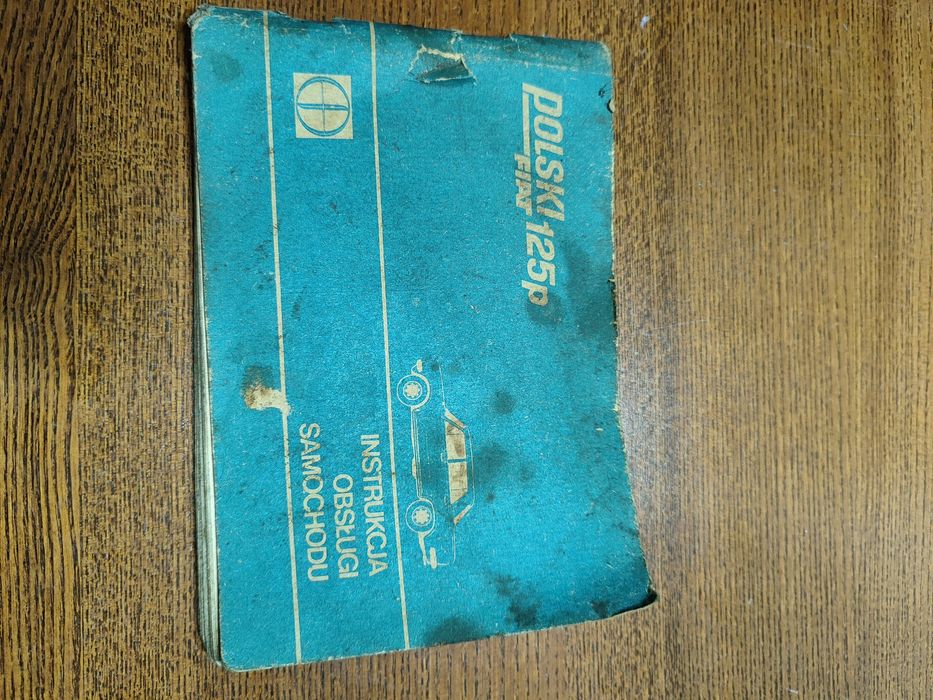 POLSKI 125p
FIAT
INSTRUKCJA
OBSŁUGI
SAMOCHODU